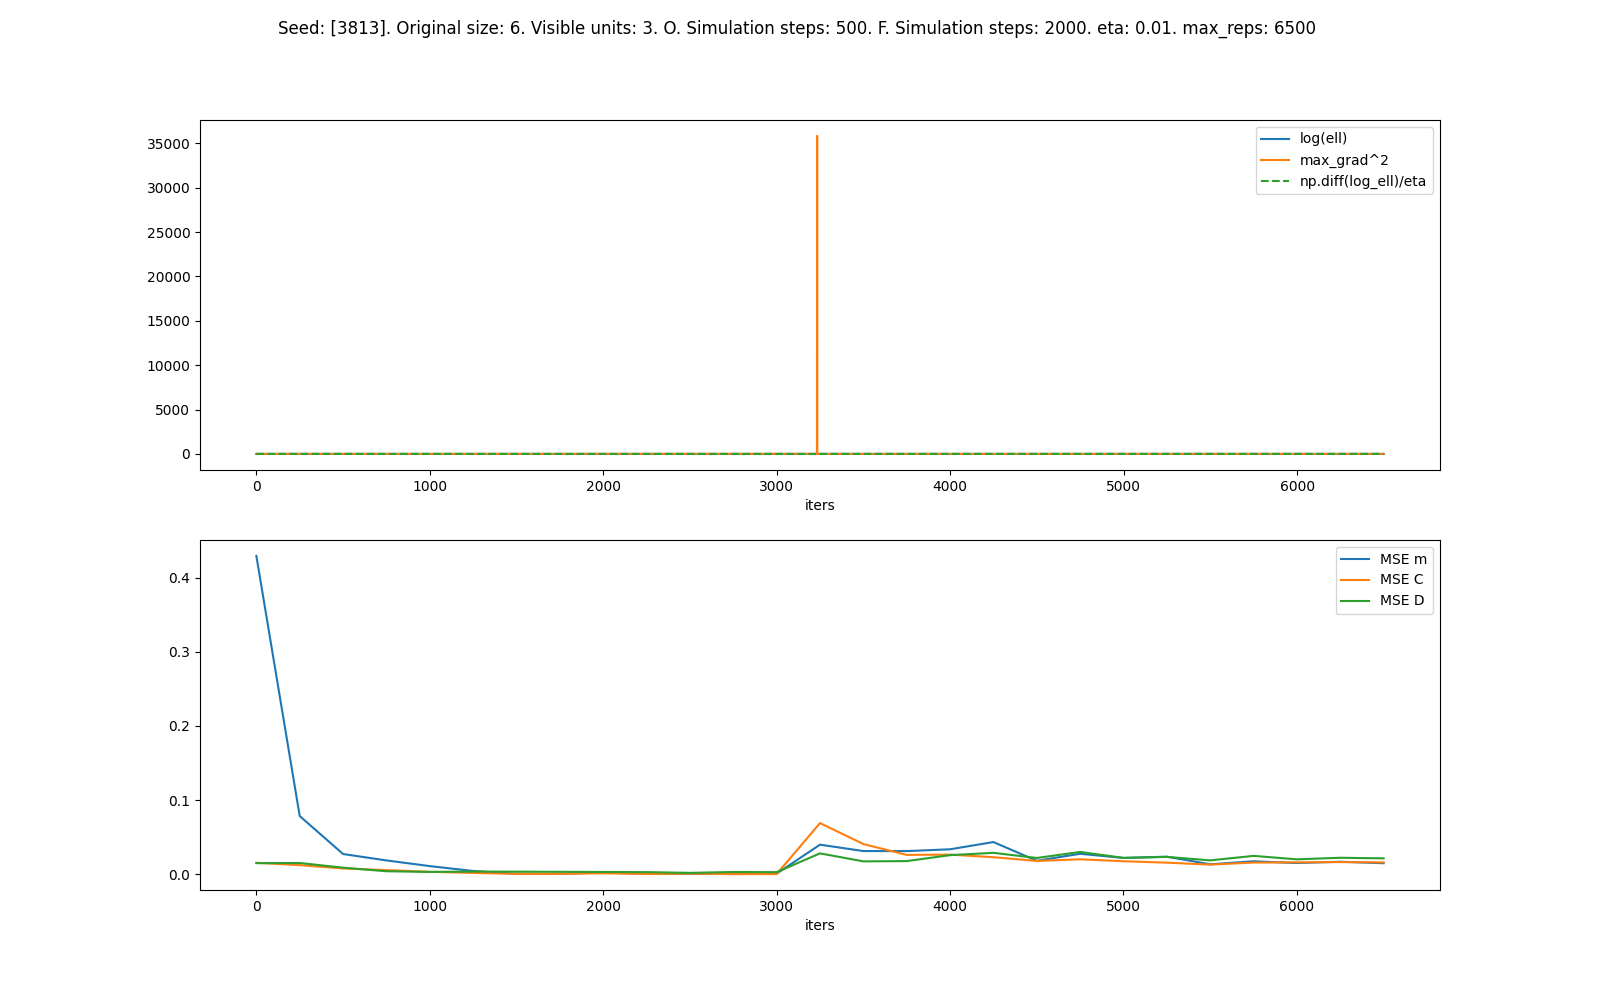 Seed: [3813]. Original size: 6. Visible units: 3. O. Simulation steps: 500. F. Simulation steps: 2000. eta: 0.01. max_reps: 6500
35000
30000
25000
20000
15000
10000
5000
0
log(ell)
max_grad^2
np.diff(log_ell)/eta
0 1000 2000 3000 4000 5000 6000
iters
0.4
0.3
0.2
0.1
0.0
MSE m
MSE C
MSE D
0 1000 2000 3000 4000 5000 6000
iters